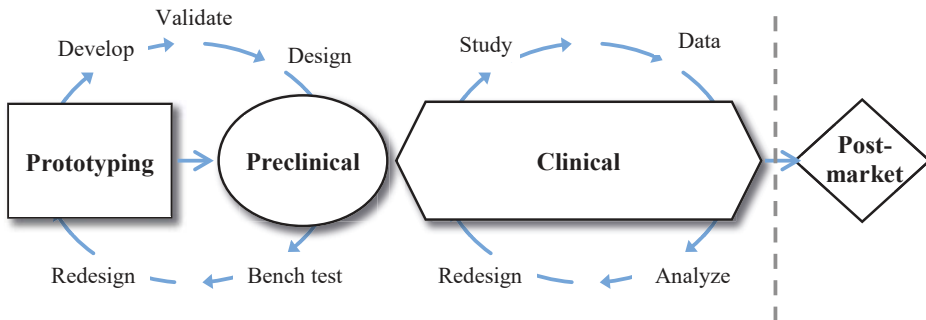 Validate
Develop
Design
Study
Data
Prototyping
Preclinical
Clinical
Post-
market
Redesign
Bench test
Redesign
Analyze